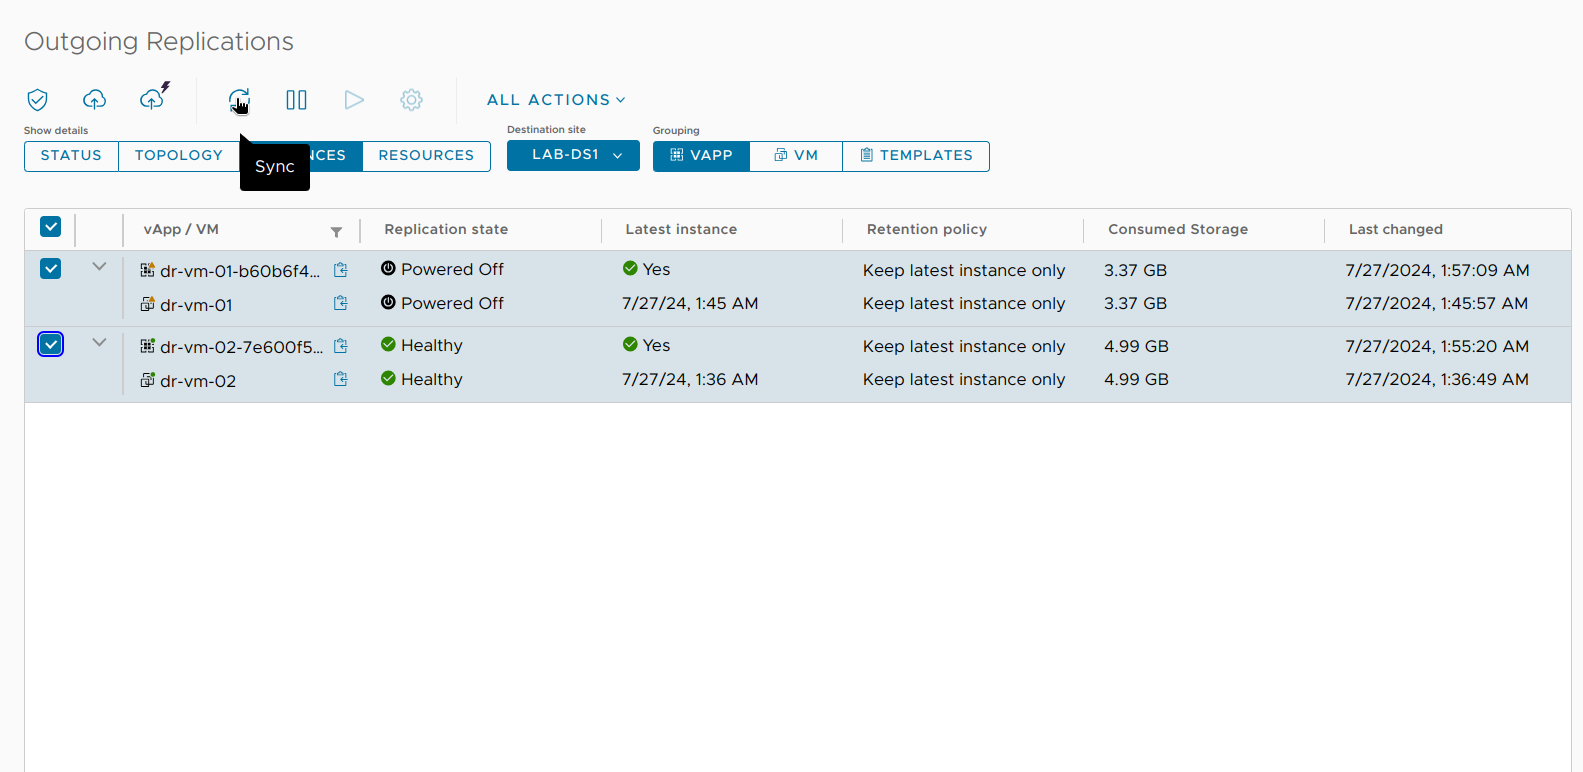 Outgoing Replications
ALL ACTIONS
Show details
Destination site
Grouping
STATUS TOPOLOGY NCES RESOURCES LAB-DS1 VAPP VM TEMPLATES
Sync
vApp / VM Replication state Latest instance Retention policy Consumed Storage Last changed
dr-vm-01-b60b6f4... Powered Off Yes Keep latest instance only 3.37 GB 7/27/2024, 1:57:09 AM
dr-vm-01 Powered Off 7/27/24, 1:45 AM Keep latest instance only 3.37 GB 7/27/2024, 1:45:57 AM
dr-vm-02-7e600f5... Healthy Yes Keep latest instance only 4.99 GB 7/27/2024, 1:55:20 AM
dr-vm-02 Healthy 7/27/24, 1:36 AM Keep latest instance only 4.99 GB 7/27/2024, 1:36:49 AM